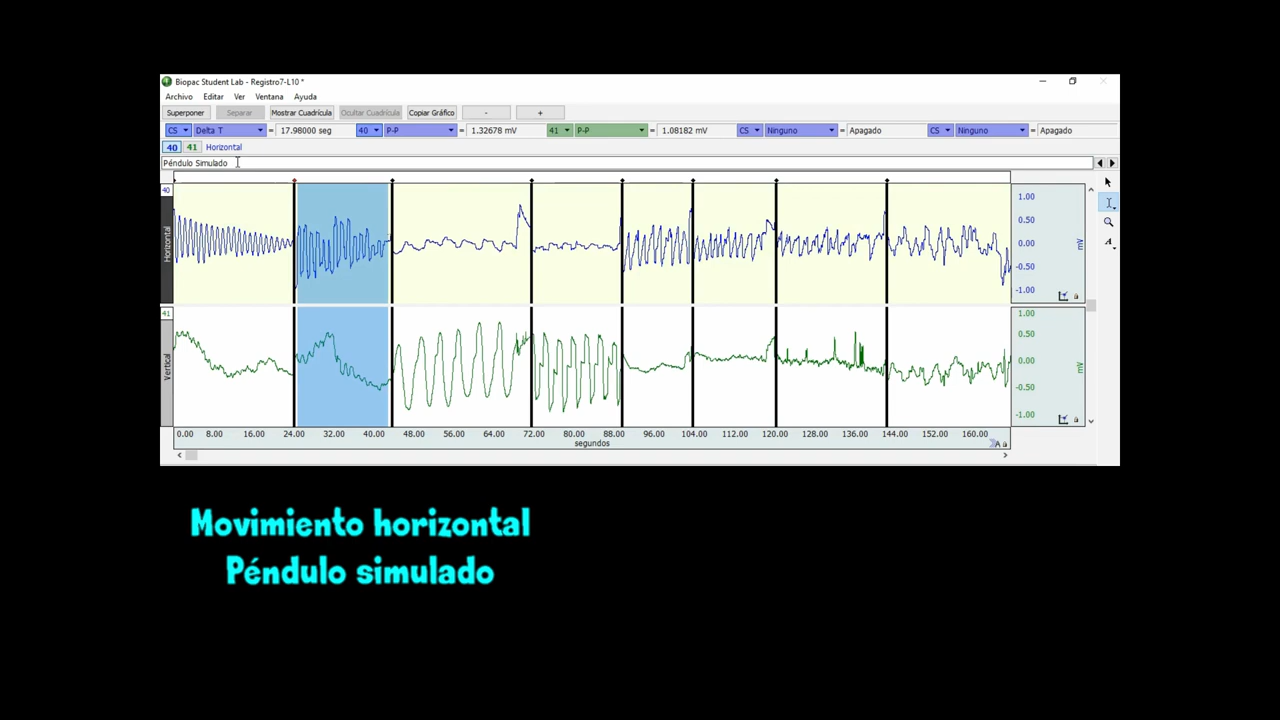 Biopac Student Lab - Registro7-L10 *
Archivo Editar Ver Ventana Ayuda
Superponer Separar Mostrar Cuadrícula Ocultar Cuadrícula Copiar Gráfico - +
CS Delta T = 17.98000 seg 40 P-P = 1.32678 mV 41 P-P = 1.08182 mV CS Ninguno = Apagado CS Ninguno = Apagado
40 41 Horizontal
Péndulo Simulado
40
Horizontal
1.00
0.50
0.00
-0.50
-1.00
mV
41
Vertical
1.00
0.50
0.00
-0.50
-1.00
mV
0.00 8.00 16.00 24.00 32.00 40.00 48.00 56.00 64.00 72.00 80.00 88.00 96.00 104.00 112.00 120.00 128.00 136.00 144.00 152.00 160.00
segundos
Movimiento horizontal
Péndulo simulado